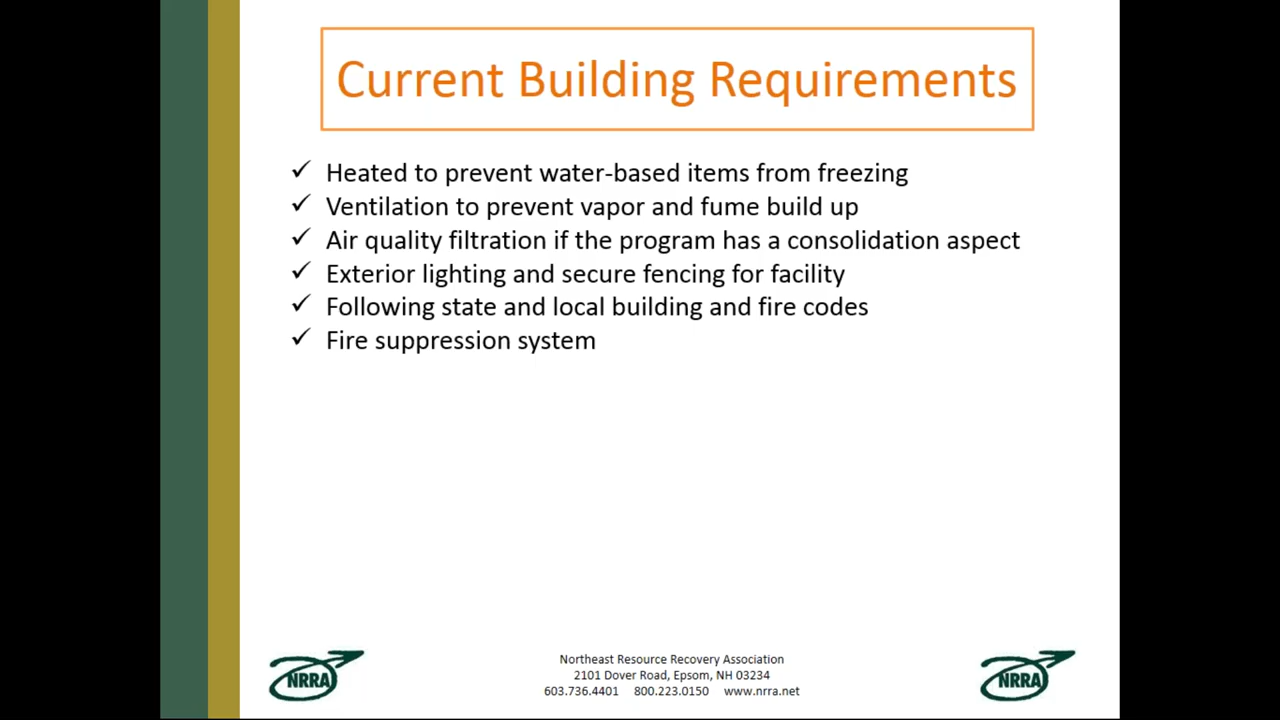 Current Building Requirements
✓ Heated to prevent water-based items from freezing
✓ Ventilation to prevent vapor and fume build up
✓ Air quality filtration if the program has a consolidation aspect
✓ Exterior lighting and secure fencing for facility
✓ Following state and local building and fire codes
✓ Fire suppression system
NRRA
Northeast Resource Recovery Association
2101 Dover Road, Epsom, NH 03234
603.736.4401 800.223.0150 www.nrra.net
NRRA